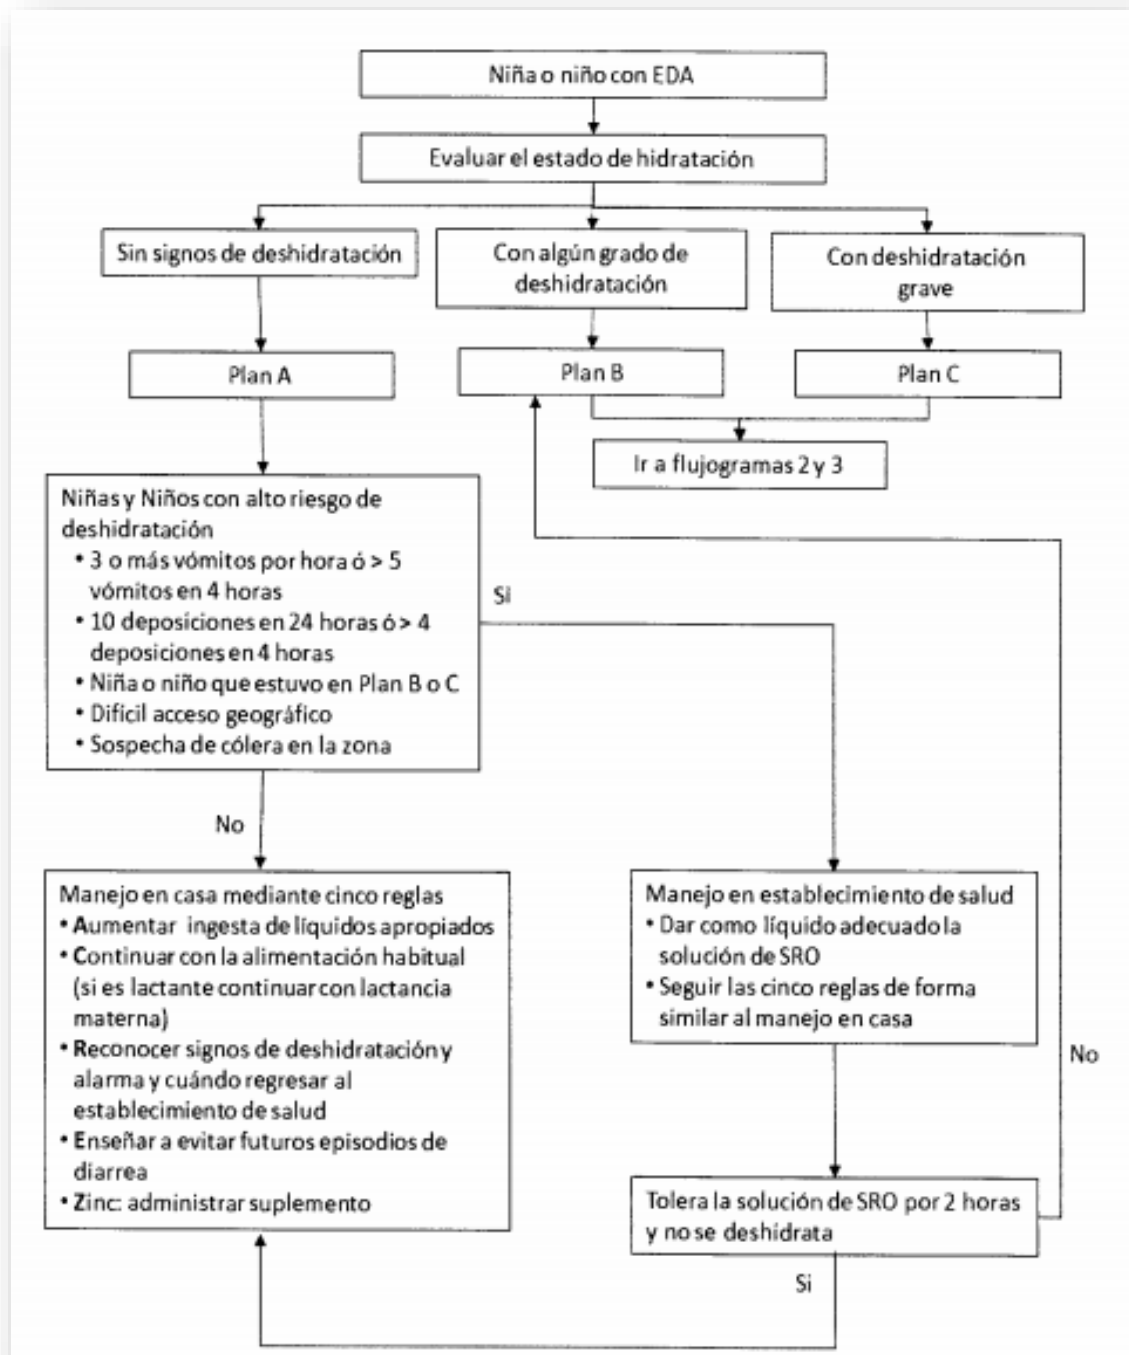 Niña o niño con EDA
Evaluar el estado de hidratación
Sin signos de deshidratación
Con algún grado de
deshidratación
Con deshidratación
grave
Plan A
Plan B
Plan C
Ir a flujogramas 2 y 3
Niñas y Niños con alto riesgo de
deshidratación
• 3 o más vómitos por hora ó > 5
vómitos en 4 horas
• 10 deposiciones en 24 horas ó > 4
deposiciones en 4 horas
• Niña o niño que estuvo en Plan B o C
• Dificil acceso geográfico
• Sospecha de cólera en la zona
Si
No
Manejo en casa mediante cinco reglas
• Aumentar ingesta de líquidos apropiados
• Continuar con la alimentación habitual
(si es lactante continuar con lactancia
materna)
• Reconocer signos de deshidratación y
alarma y cuándo regresar al
establecimiento de salud
• Enseñar a evitar futuros episodios de
diarrea
• Zinc: administrar suplemento
Manejo en establecimiento de salud
• Dar como líquido adecuado la
solución de SRO
• Seguir las cinco reglas de forma
similar al manejo en casa
No
Tolera la solución de SRO por 2 horas
y no se deshidrata
Si